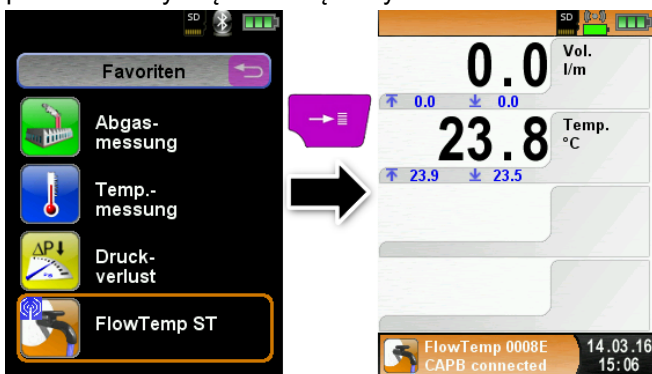 SD
Favoriten
Abgas-
messung
Temp.-
messung
ΔP
Druck-
verlust
FlowTemp ST
SD
0.0
Vol.
l/m
0.0
0.0
23.8
Temp.
°C
23.9
23.5
FlowTemp 0008E
CAPB connected
14.03.16
15:06